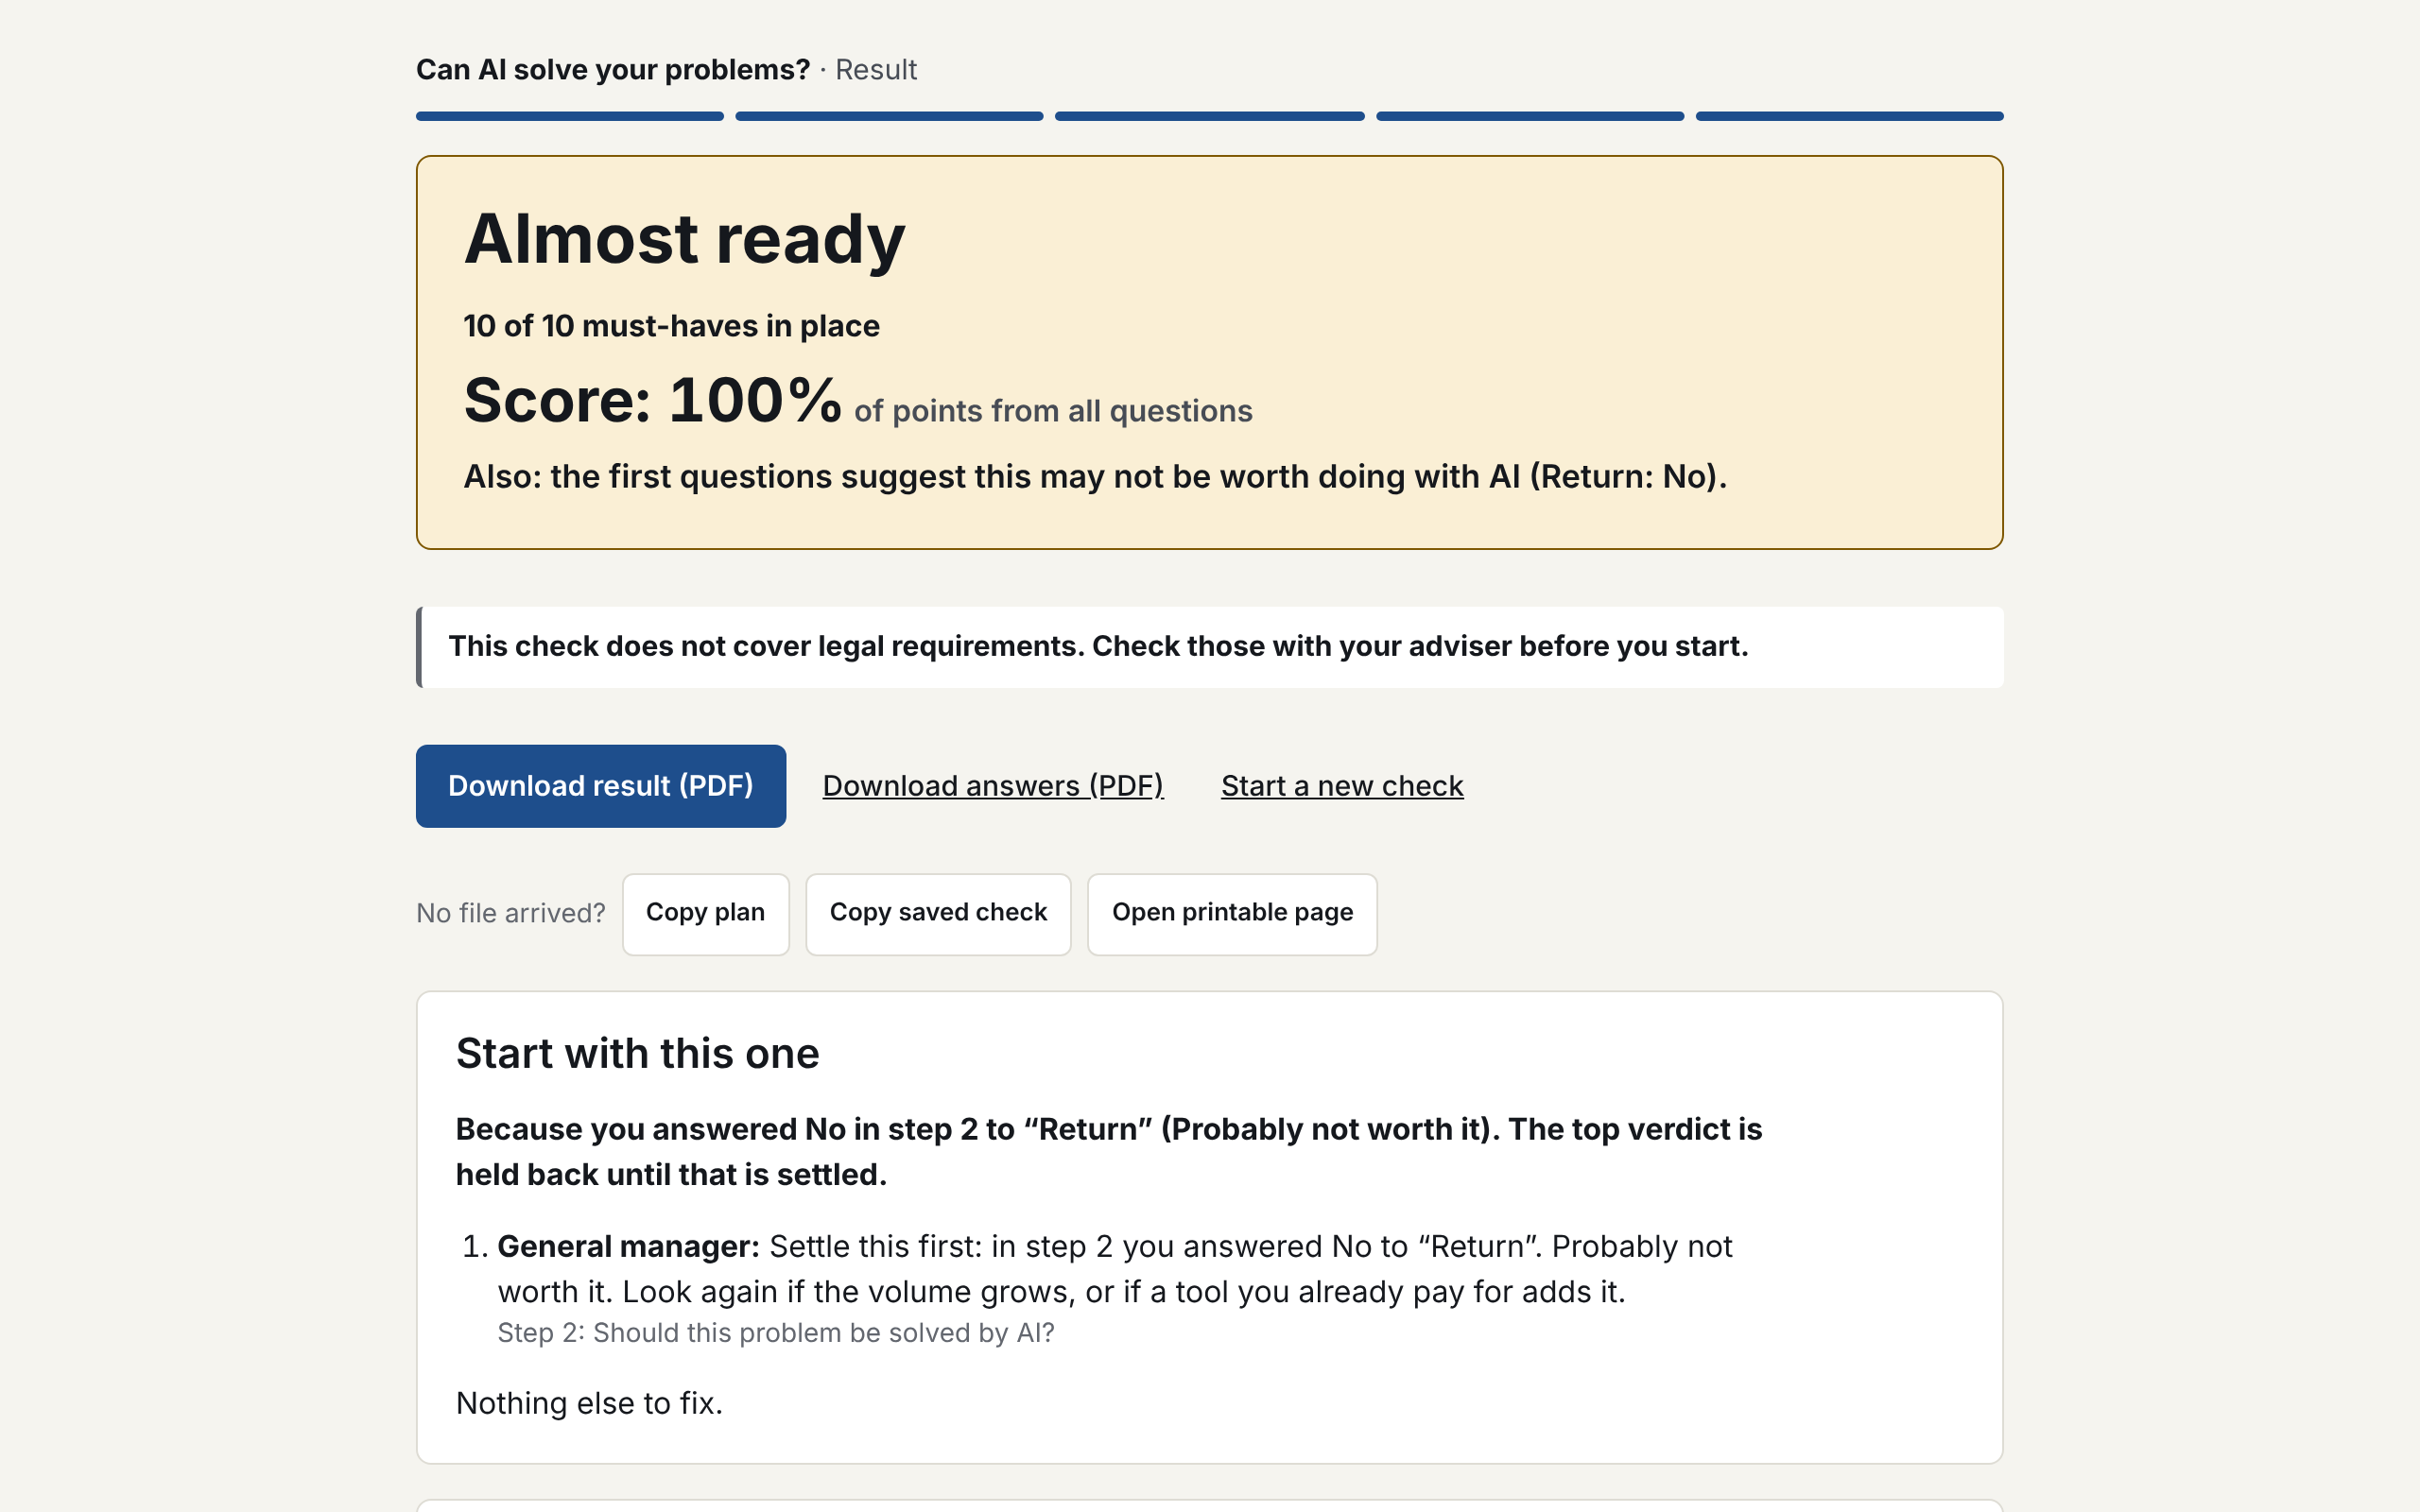 Can AI solve your problems? · Result
Almost ready
10 of 10 must-haves in place
Score: 100% of points from all questions
Also: the first questions suggest this may not be worth doing with AI (Return: No).
This check does not cover legal requirements. Check those with your adviser before you start.
Download result (PDF) Download answers (PDF) Start a new check
No file arrived? Copy plan Copy saved check Open printable page
Start with this one
Because you answered No in step 2 to “Return” (Probably not worth it). The top verdict is
held back until that is settled.
1. General manager: Settle this first: in step 2 you answered No to “Return”. Probably not
worth it. Look again if the volume grows, or if a tool you already pay for adds it.
Step 2: Should this problem be solved by AI?
Nothing else to fix.